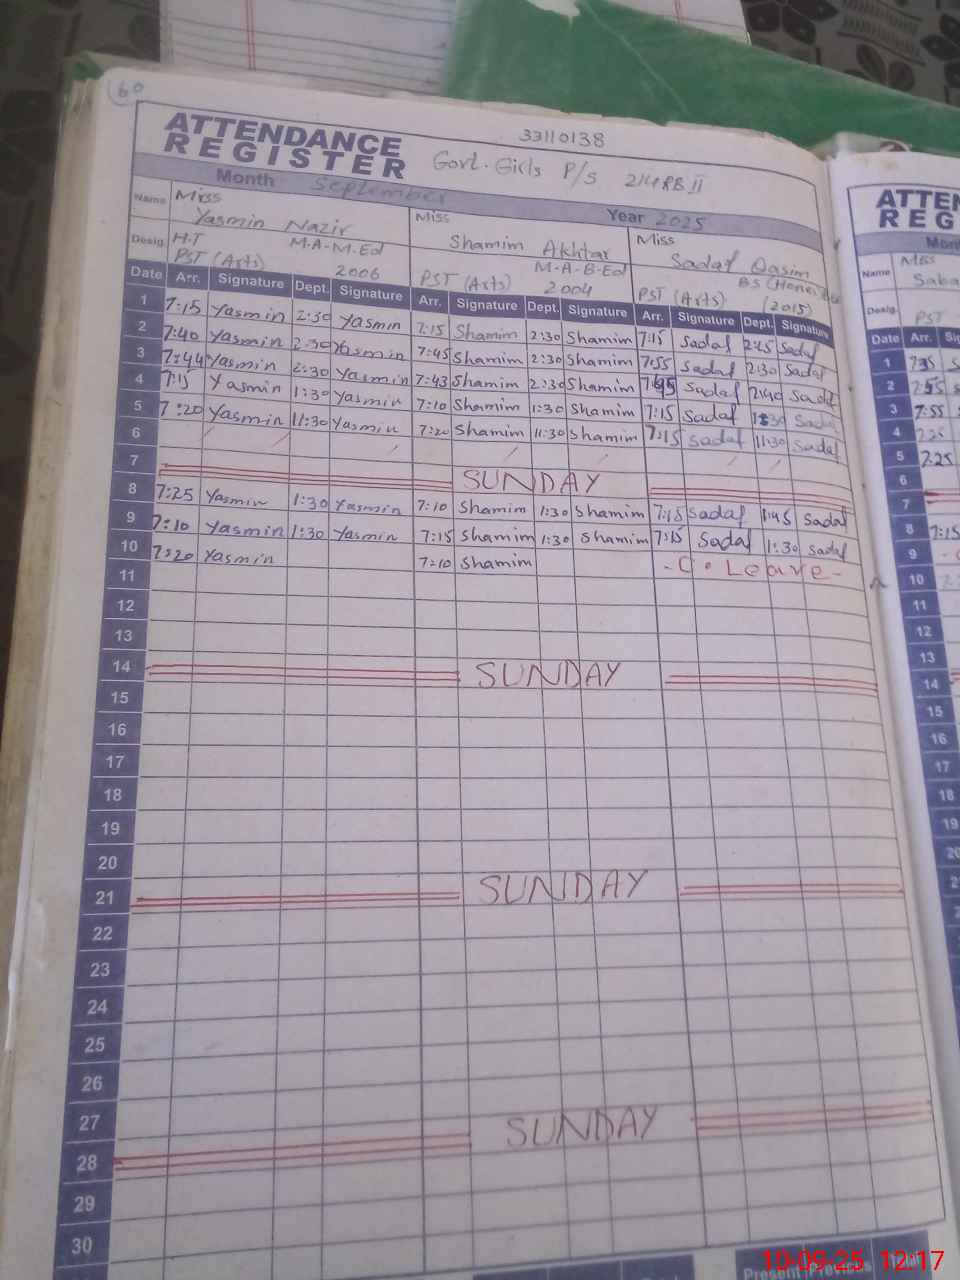 60
ATTENDANCE
REGISTER
33110138
Govt. Girls P/S 214 RB II
Month September Year 2025
Name Miss Yasmin Nazir Miss Shamim Akhtar Miss Sadaf Qasim
Desig. H.T M.A-M.Ed M-A-B-Ed
PST (Arts) 2006 PST (Arts) 2004 PST (Arts) (2015)
Date Arr. Signature Dept. Signature Arr. Signature Dept. Signature Arr. Signature Dept. Signature
1 7:15 Yasmin 2:30 Yasmin 7:15 Shamim 2:30 Shamim 7:15 Sadaf 2:45 Sadaf
2 7:40 Yasmin 2:30 Yasmin 7:45 Shamim 2:30 Shamim 7:55 Sadaf 2:30 Sadaf
3 7:44 Yasmin 2:30 Yasmin 7:43 Shamim 2:30 Shamim Sadaf 2:40 Sadaf
4 7:15 Yasmin 1:30 Yasmin 7:10 Shamim 1:30 Shamim 7:15 Sadaf Sadaf
5 7:20 Yasmin 11:30 Yasmin 7:20 Shamim 11:30 Shamim 7:15 Sadaf 11:30 Sadaf
6
7 SUNDAY
8 7:25 Yasmin 1:30 Yasmin 7:10 Shamim 1:30 Shamim 7:15 Sadaf 1:45 Sadaf
9 7:10 Yasmin 1:30 Yasmin 7:15 Shamim 1:30 Shamim 7:15 Sadaf 1:30 Sadaf
10 7:20 Yasmin 7:10 Shamim -C. Leave-
11
12
13
14 SUNDAY
15
16
17
18
19
20
21 SUNDAY
22
23
24
25
26
27
28 SUNDAY
29
30
Present Previous
ATTEN
REG
Mon
Name Miss
Saba
Desig. PST
Date Arr. S
1 7:35
2 7:55
3 7:55
4
5 7:25
6
7
8 7:15
9
10
11
12
13
14
15
16
17
18
19
20
10-09-25 12:17